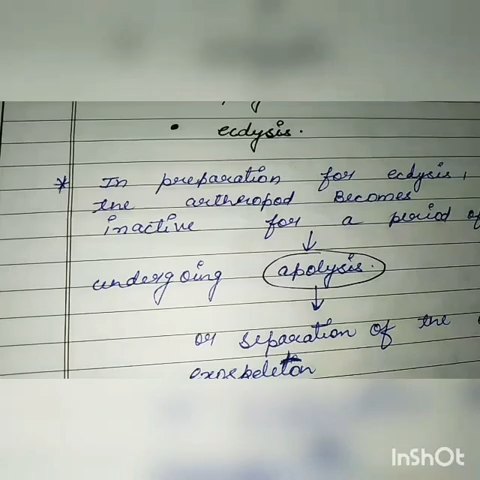 • ecdysis.
* In preparation for ecdysis,
the arthropod becomes
inactive for a period of
undergoing apolysis.
or separation of the
exoskeleton
InShOt